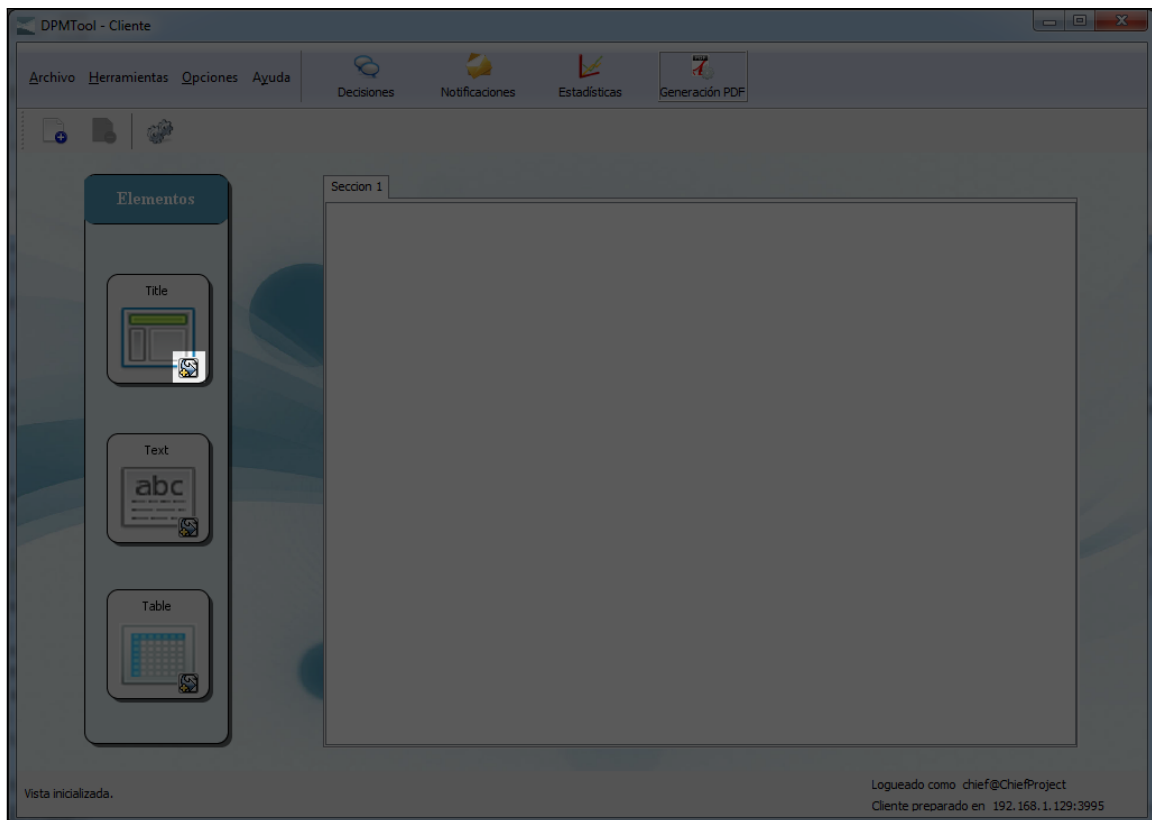 DPMTool - Cliente
Archivo Herramientas Opciones Ayuda
Decisiones Notificaciones Estadísticas Generación PDF
Elementos
Seccion 1
Title
Text
abc
Table
Vista inicializada.
Logueado como chief@ChiefProject
Cliente preparado en 192.168.1.129:3995